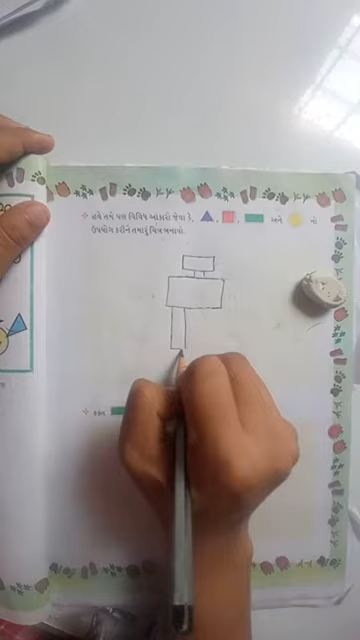 હવે તમે પણ વિવિધ આકારો જેવા કે, , , અને નો
ઉપયોગ કરીને તમારું ચિત્ર બનાવો.